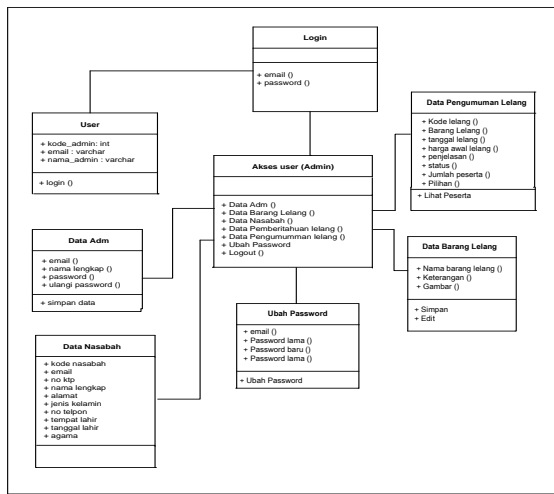 Login
+ email ()
+ password ()
User
+ kode_admin: int
+ email : varchar
+ nama_admin : varchar
+ login ()
Data Pengumuman Lelang
+ Kode lelang ()
+ Barang Lelang ()
+ tanggal lelang ()
+ harga awal lelang ()
+ penjelasan ()
+ status ()
+ Jumlah peserta ()
+ Pilihan ()
+ Lihat Peserta
Akses user (Admin)
+ Data Adm ()
+ Data Barang Lelang ()
+ Data Nasabah ()
+ Data Pemberitahuan lelang ()
+ Data Pengumumman lelang ()
+ Ubah Password
+ Logout ()
Data Adm
+ email ()
+ nama lengkap ()
+ password ()
+ ulangi password ()
+ simpan data
Data Barang Lelang
+ Nama barang lelang ()
+ Keterangan ()
+ Gambar ()
+ Simpan
+ Edit
Ubah Password
+ email ()
+ Password lama ()
+ Password baru ()
+ Password lama ()
+ Ubah Password
Data Nasabah
+ kode nasabah
+ email
+ no ktp
+ nama lengkap
+ alamat
+ jenis kelamin
+ no telpon
+ tempat lahir
+ tanggal lahir
+ agama